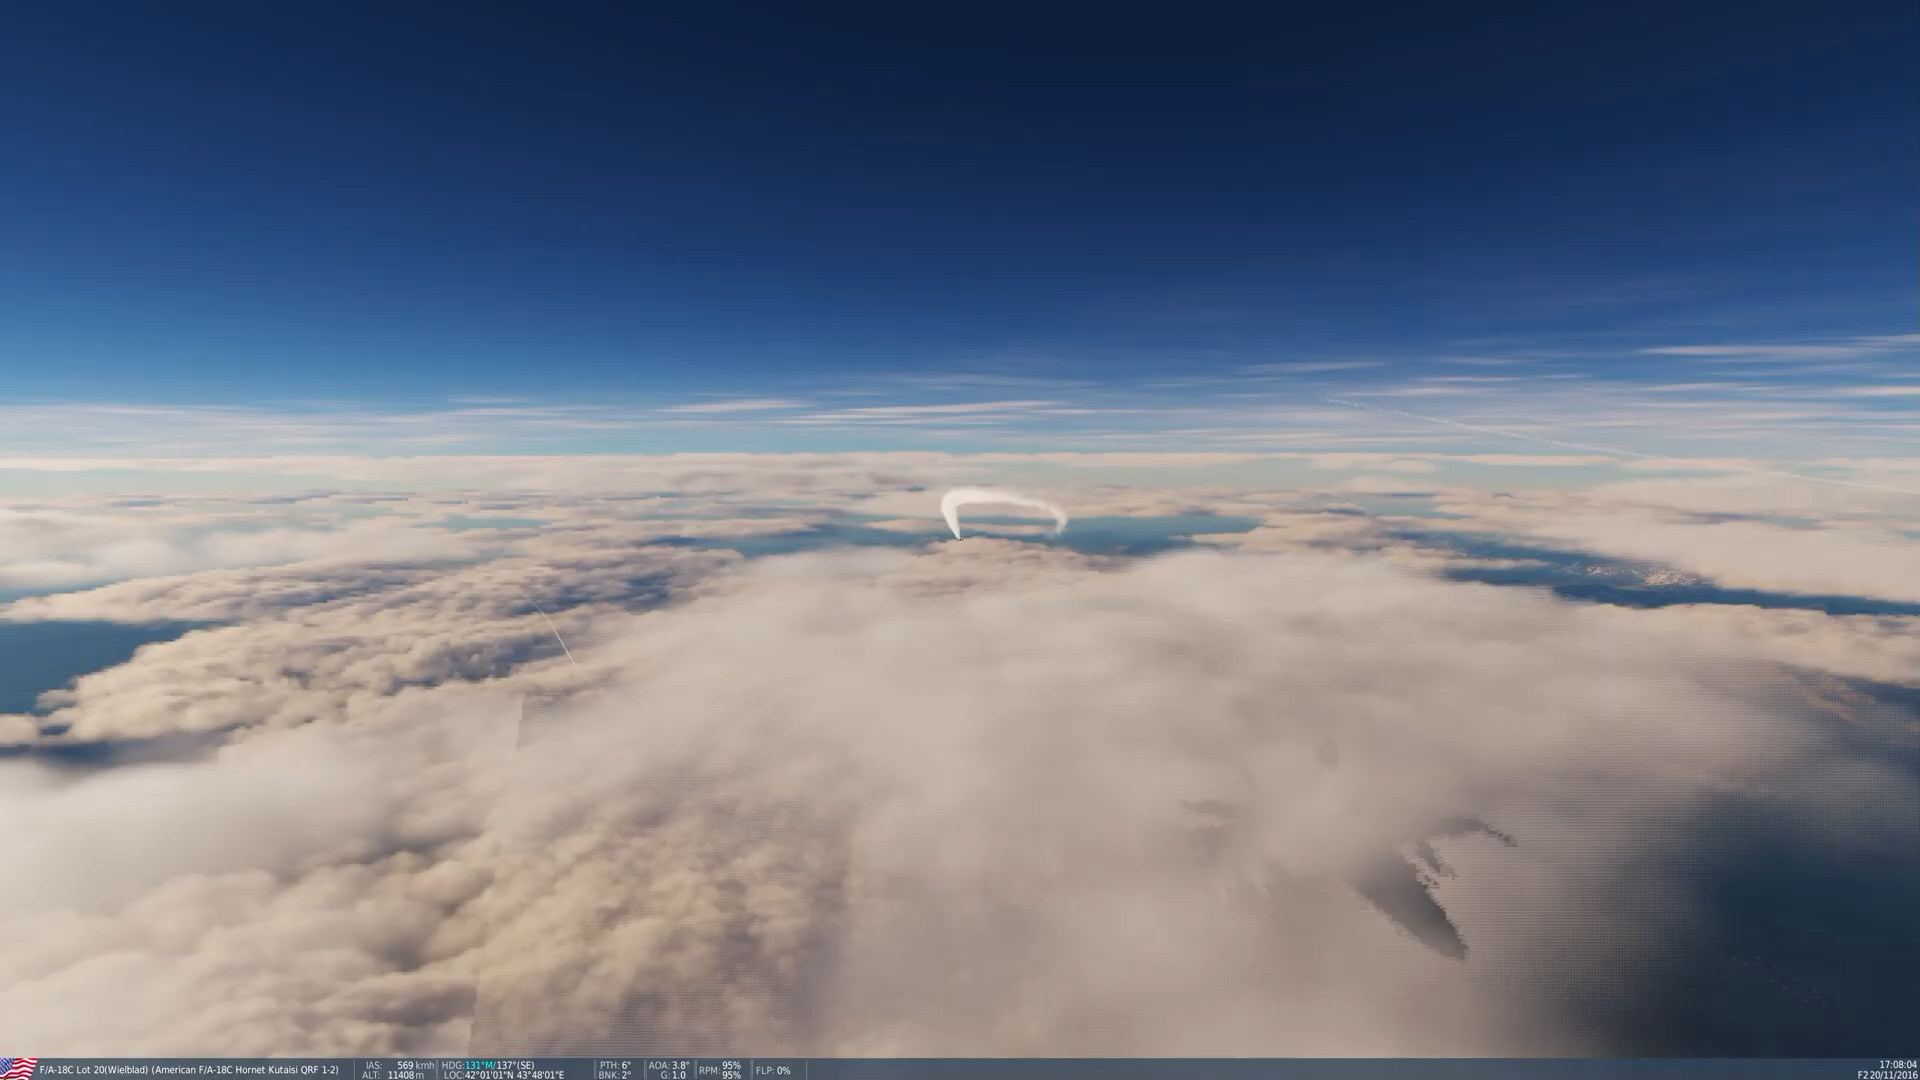 F/A-18C Lot 20(Wielblad) (American F/A-18C Hornet Kutaisi QRF 1-2)
IAS: 569 kmh HDG:131°M/137°(SE) PTH: 6° AOA: 3.8° RPM: 95% FLP: 0% 17:08:04
ALT: 11408 m LOC:42°01'01"N 43°48'01"E BNK: 2° G: 1.0 95% F2 20/11/2016